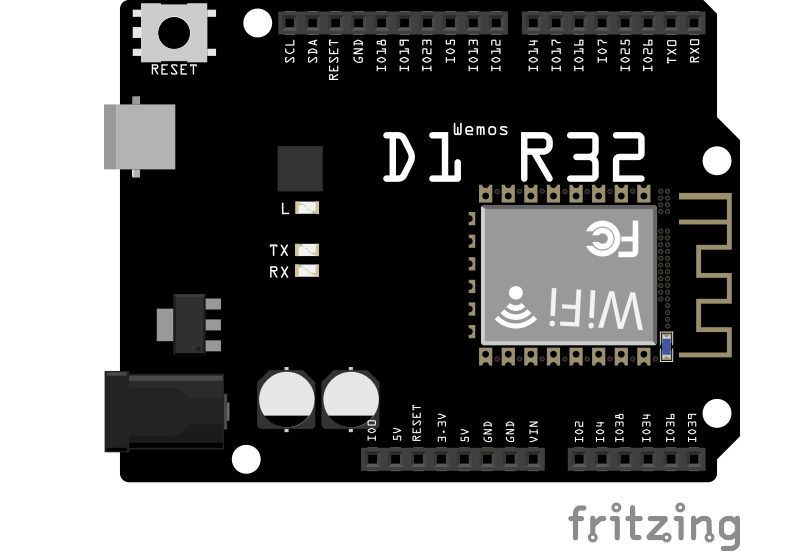 RESET
SCL SDA RESET GND IO18 IO19 IO23 IO5 IO13 IO12 IO14 IO17 IO16 IO7 IO25 IO26 TX0 RX0
Wemos
D1 R32
L
TX
RX
FC
WiFi
IO0 5V RESET 3.3V 5V GND GND VIN IO2 IO4 IO38 IO34 IO36 IO39
fritzing